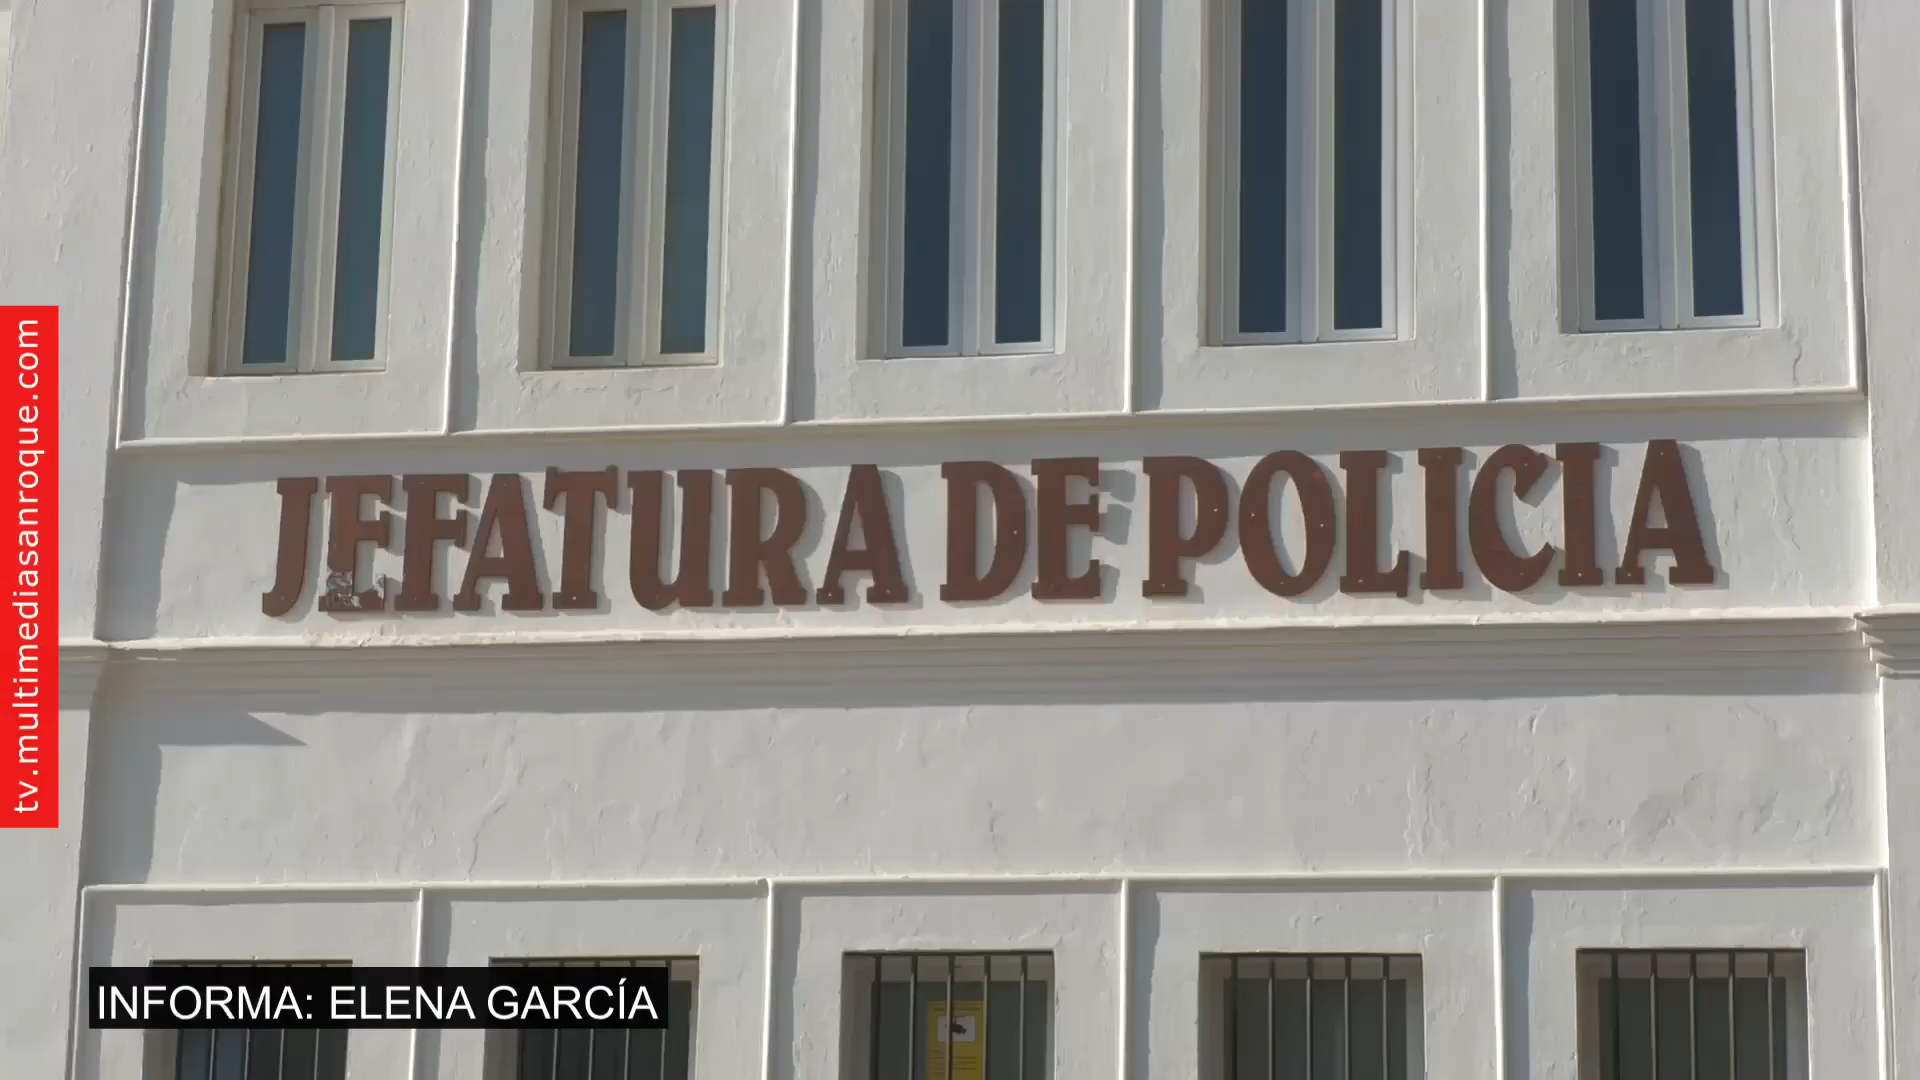 tv.multimediasanroque.com
JEFATURA DE POLICIA
INFORMA: ELENA GARCÍA